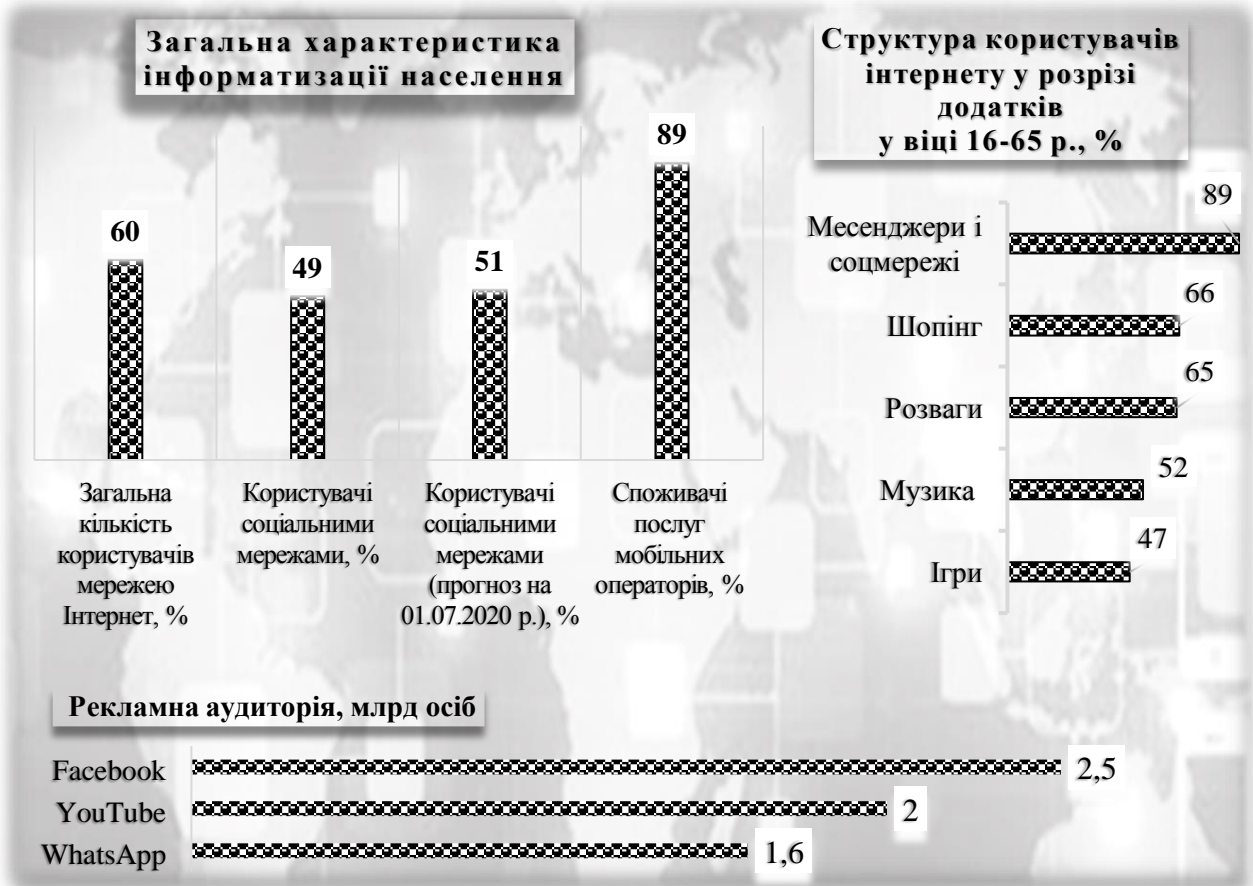 Загальна характеристика
інформатизації населення
89
60
49
51
Загальна
кількість
користувачів
мережею
Інтернет, %
Користувачі
соціальними
мережами, %
Користувачі
соціальними
мережами
(прогноз на
01.07.2020 р.), %
Споживачі
послуг
мобільних
операторів, %
Структура користувачів
інтернету у розрізі
додатків
у віці 16-65 р., %
Месенджери і
соцмережі
89
Шопінг
66
Розваги
65
Музика
52
Ігри
47
Рекламна аудиторія, млрд осіб
Facebook
2,5
YouTube
2
WhatsApp
1,6